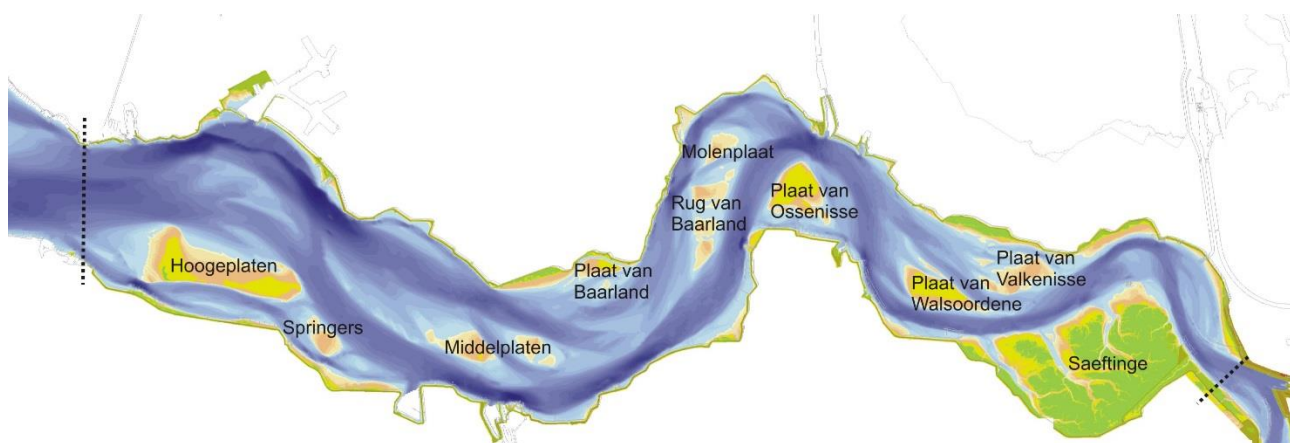 Molenplaat
Rug van
Baarland
Plaat van
Ossenisse
Hoogeplaten
Plaat van
Baarland
Plaat van
Valkenisse
Plaat van
Walsoordene
Springers
Middelplaten
Saeftinge